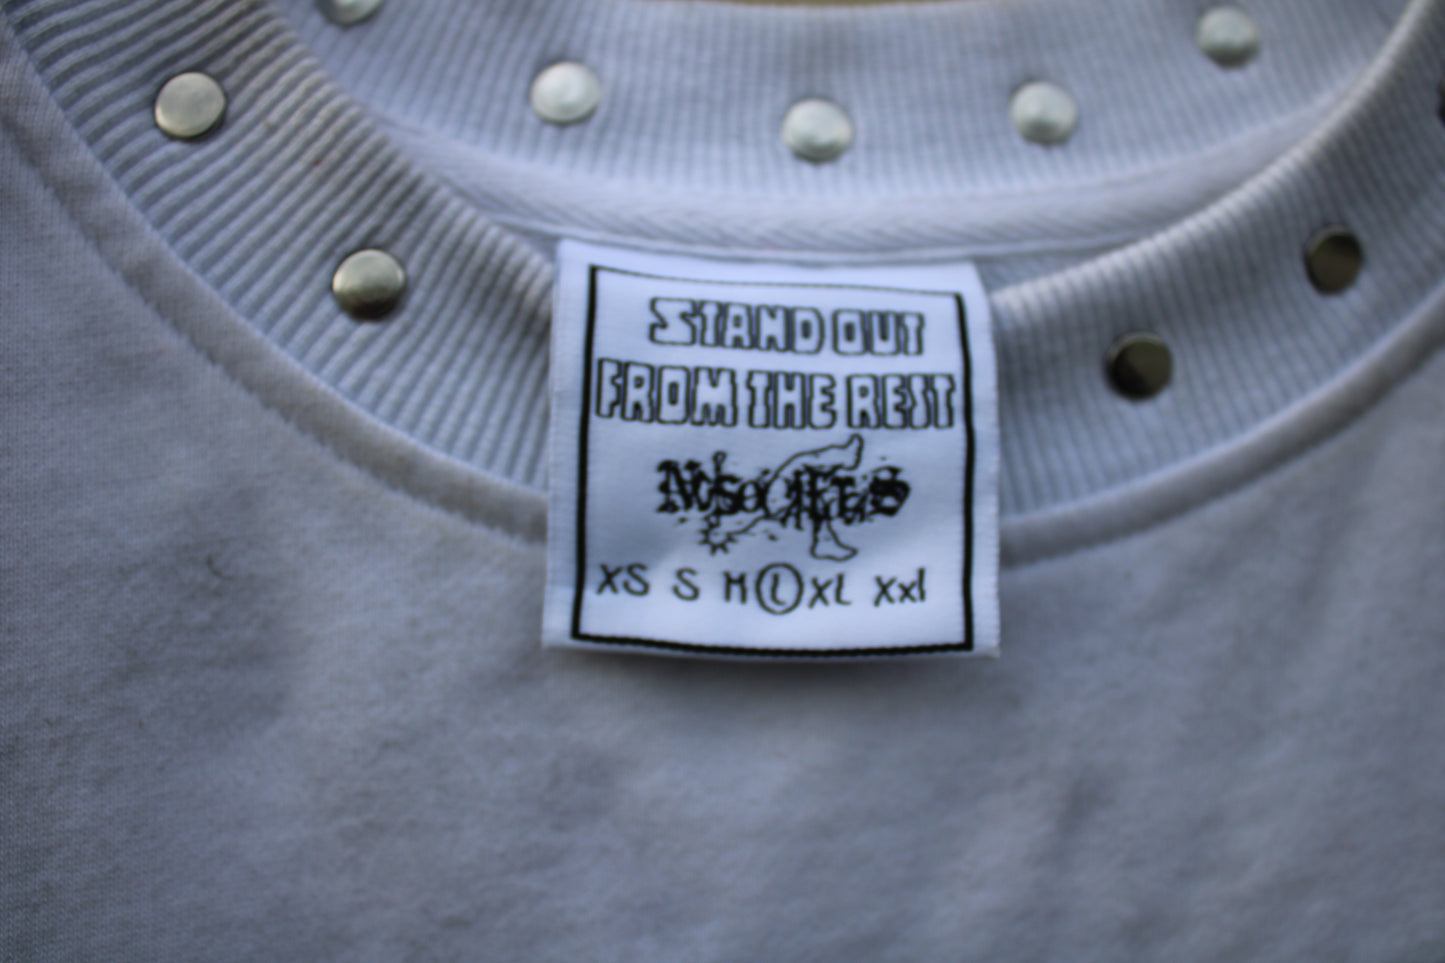 STAND OUT
FROM THE REST
XS S M L XL XXl